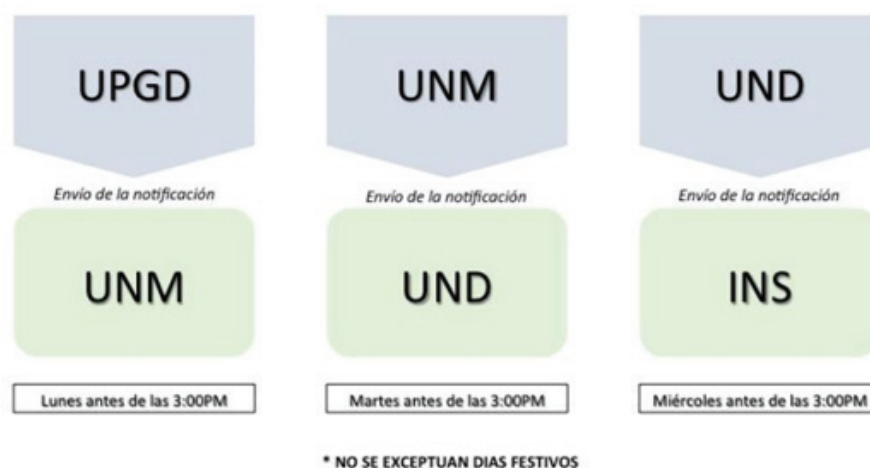 UPGD
UNM
UND
Envío de la notificación
Envío de la notificación
Envío de la notificación
UNM
UND
INS
Lunes antes de las 3:00PM
Martes antes de las 3:00PM
Miércoles antes de las 3:00PM
* NO SE EXCEPTUAN DIAS FESTIVOS